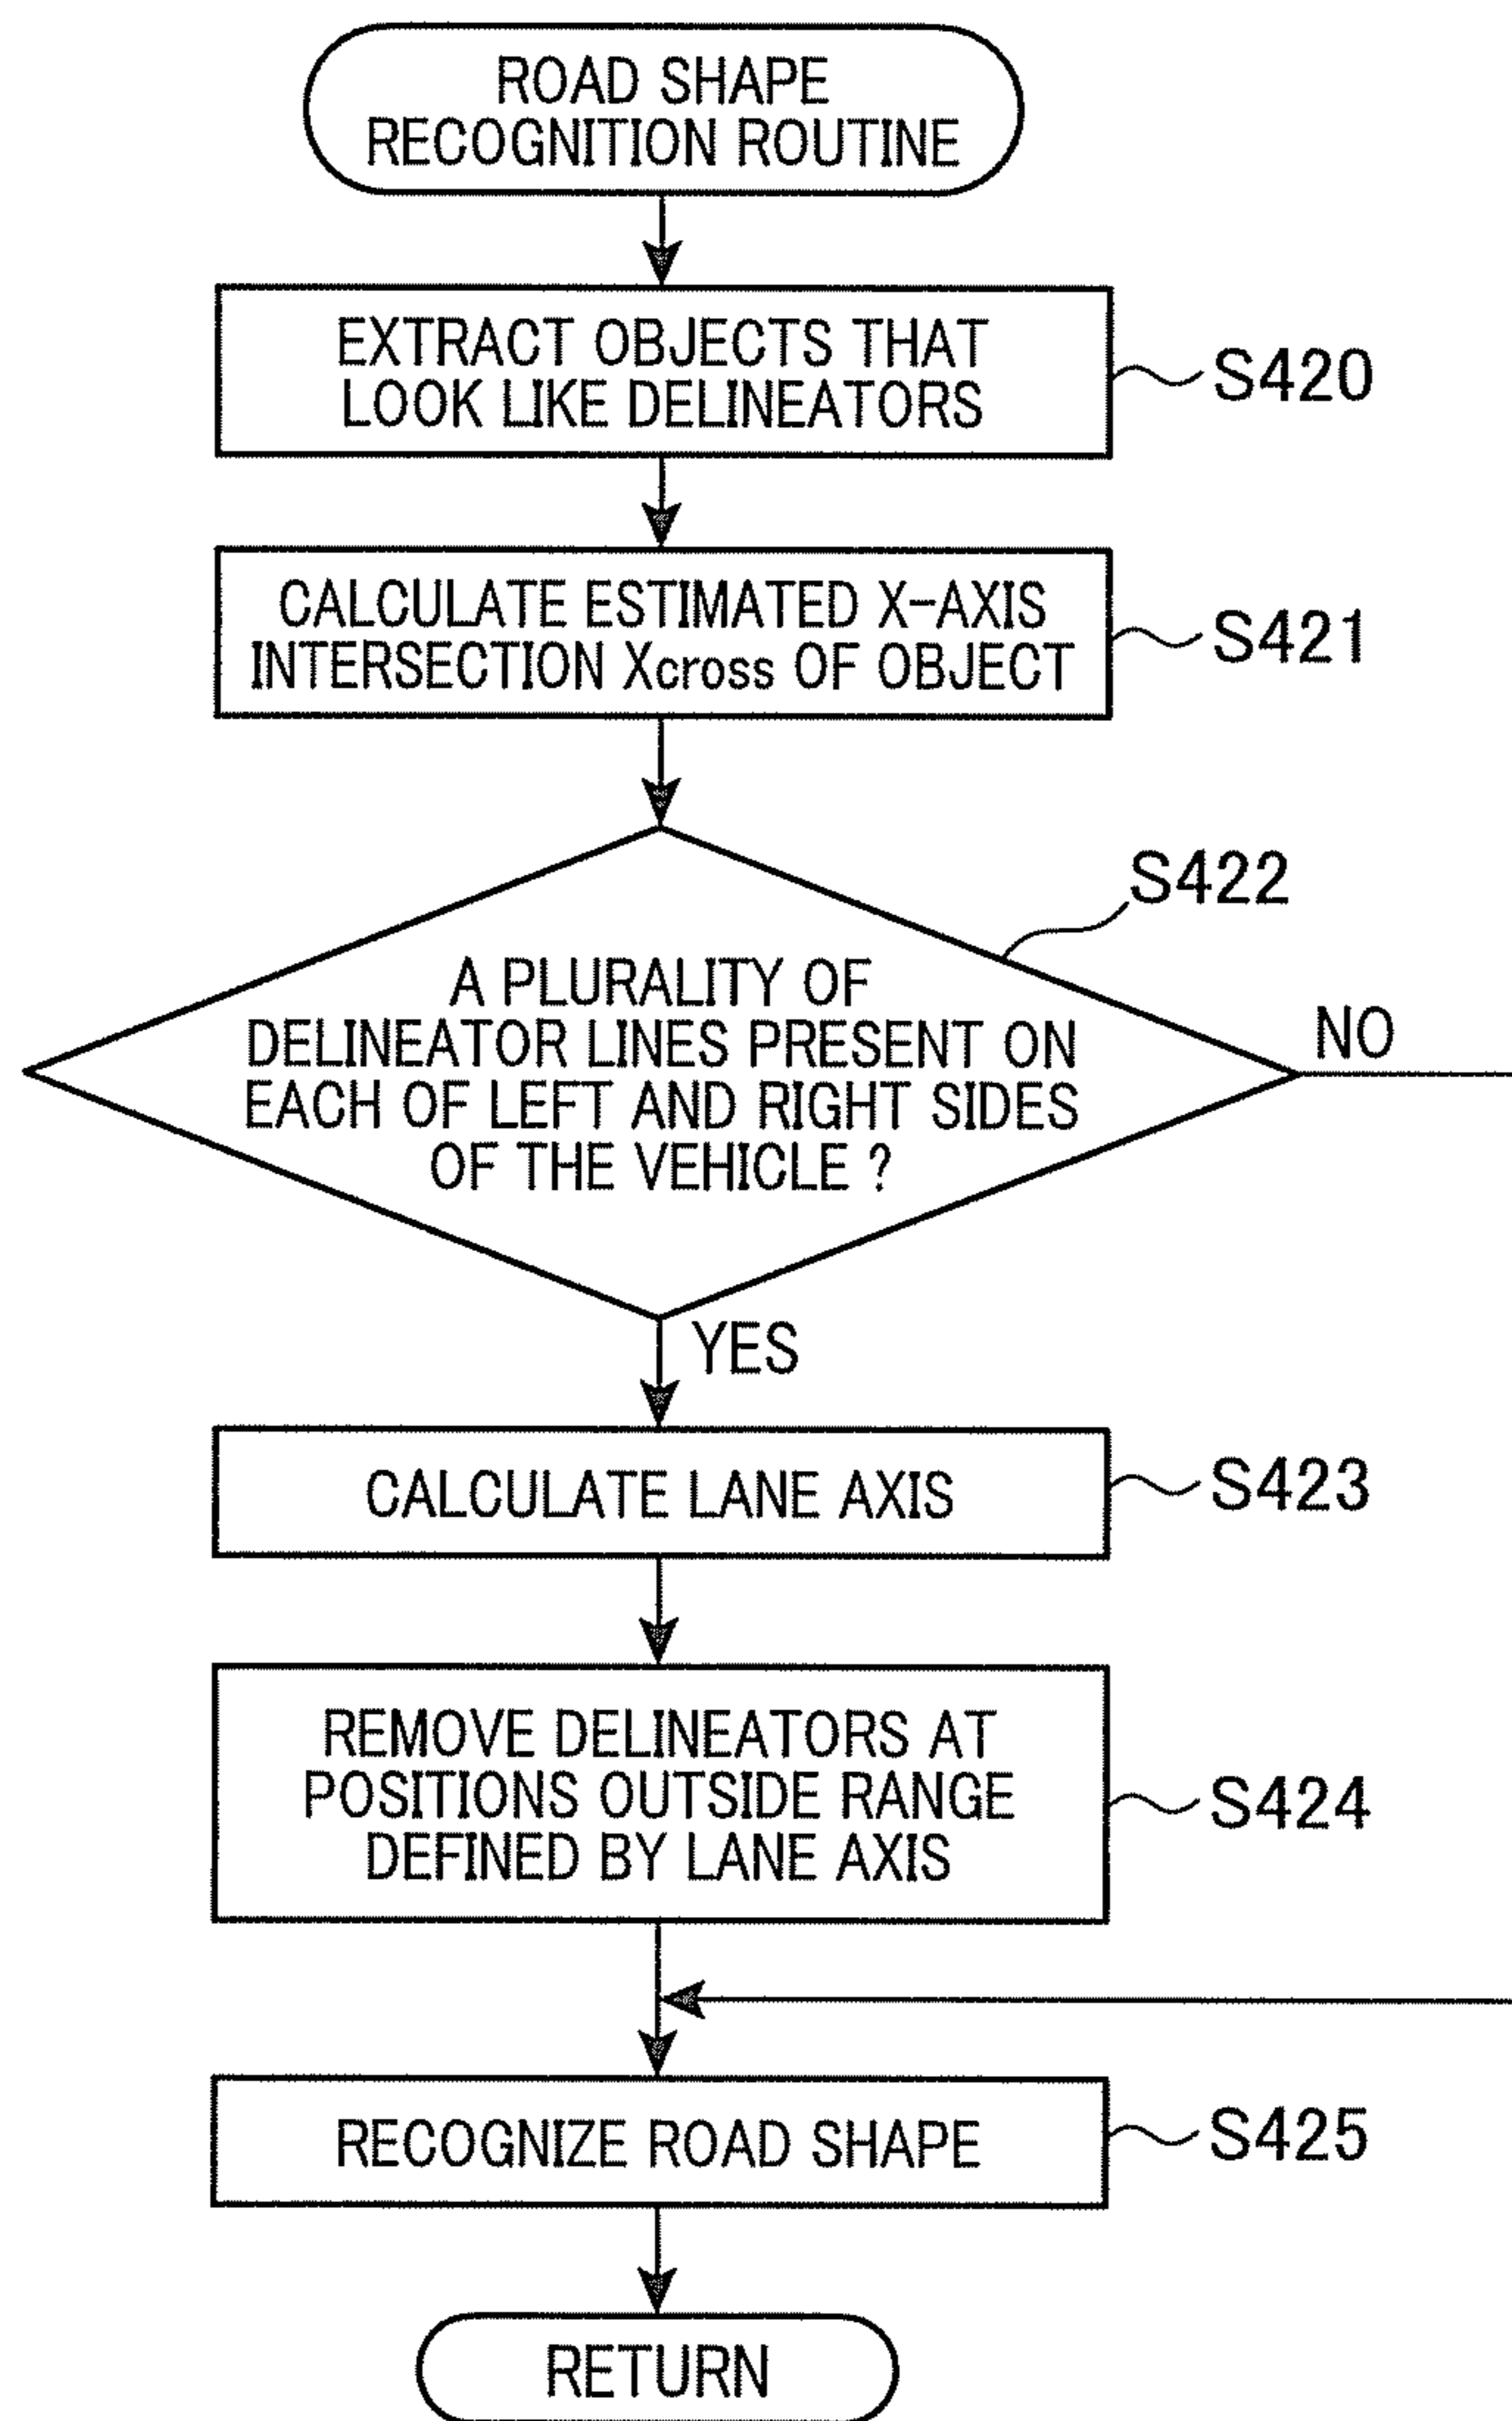 ROAD SHAPE
RECOGNITION ROUTINE
EXTRACT OBJECTS THAT
LOOK LIKE DELINEATORS
S420
CALCULATE ESTIMATED X-AXIS
INTERSECTION Xcross OF OBJECT
S421
S422
A PLURALITY OF
DELINEATOR LINES PRESENT ON
EACH OF LEFT AND RIGHT SIDES
OF THE VEHICLE ?
NO
YES
CALCULATE LANE AXIS
S423
REMOVE DELINEATORS AT
POSITIONS OUTSIDE RANGE
DEFINED BY LANE AXIS
S424
RECOGNIZE ROAD SHAPE
S425
RETURN